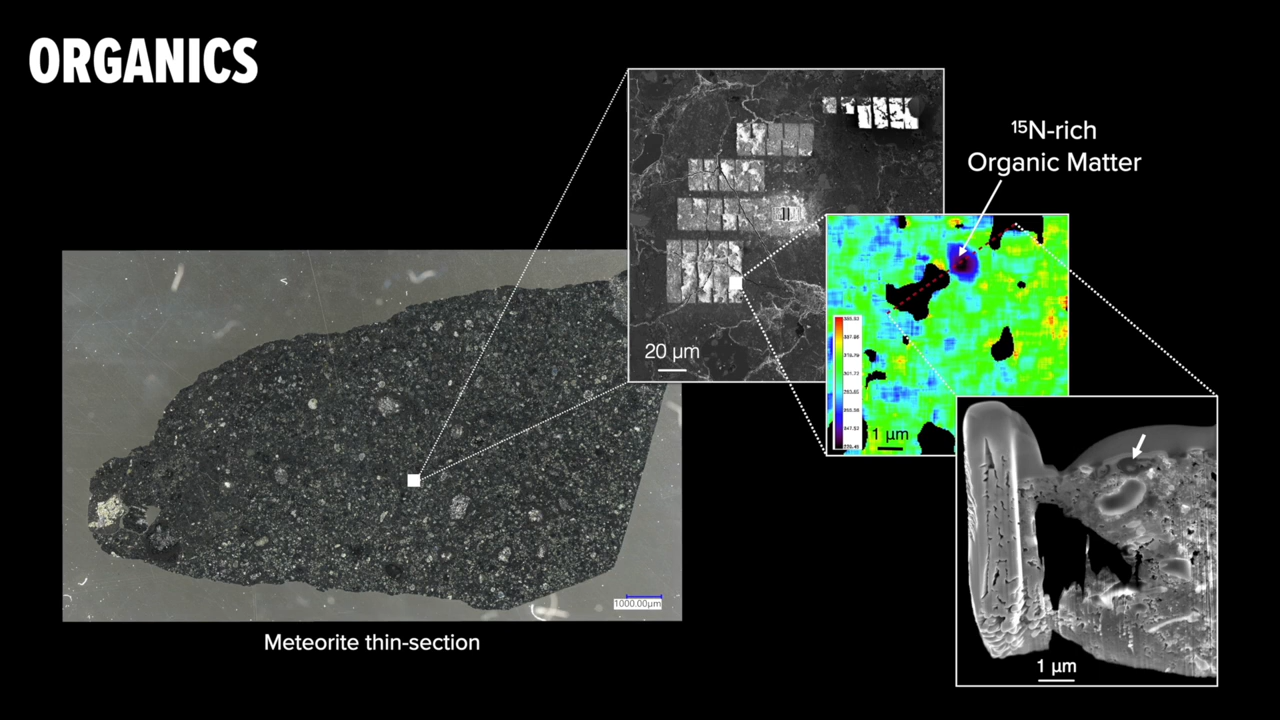 ORGANICS
¹⁵N-rich
Organic Matter
20 µm
1 µm
1 µm
1000.00µm
Meteorite thin-section